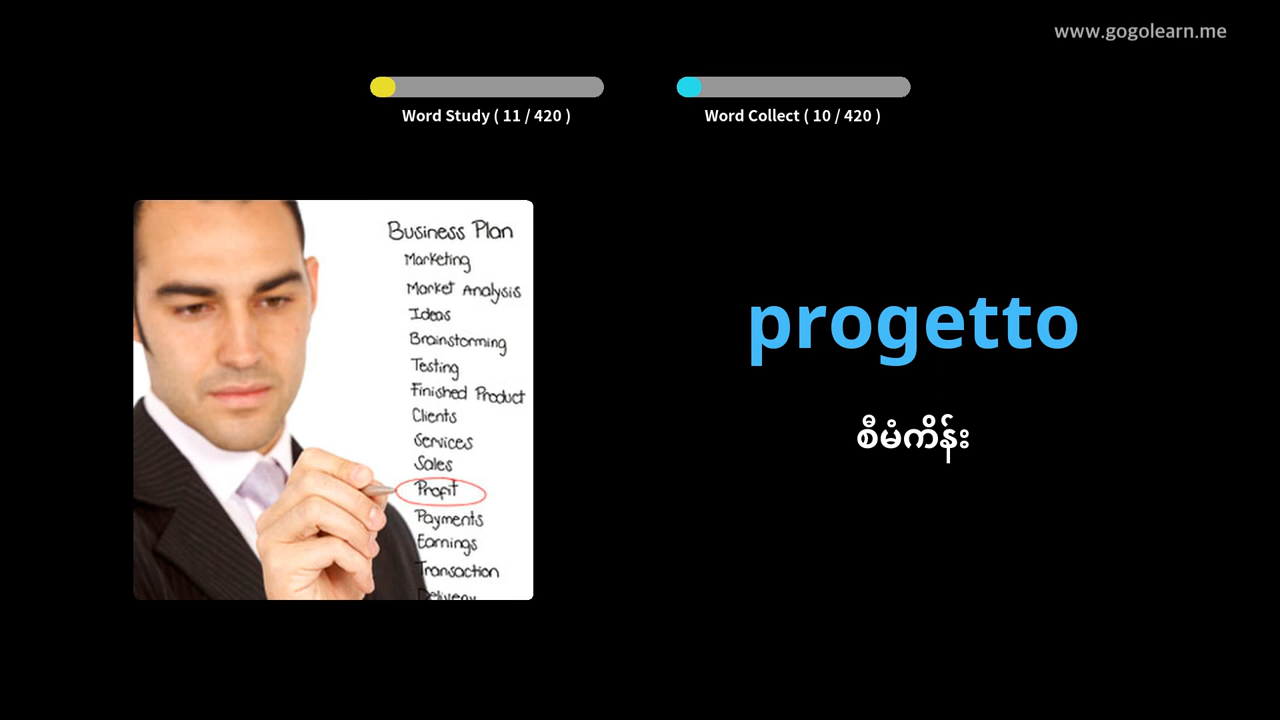 www.gogolearn.me
Word Study ( 11 / 420 )
Word Collect ( 10 / 420 )
Business Plan
Marketing
Market Analysis
Ideas
Brainstorming
Testing
Finished Product
Clients
Services
Sales
Profit
Payments
Earnings
Transaction
Delivery
progetto
စီမံကိန်း